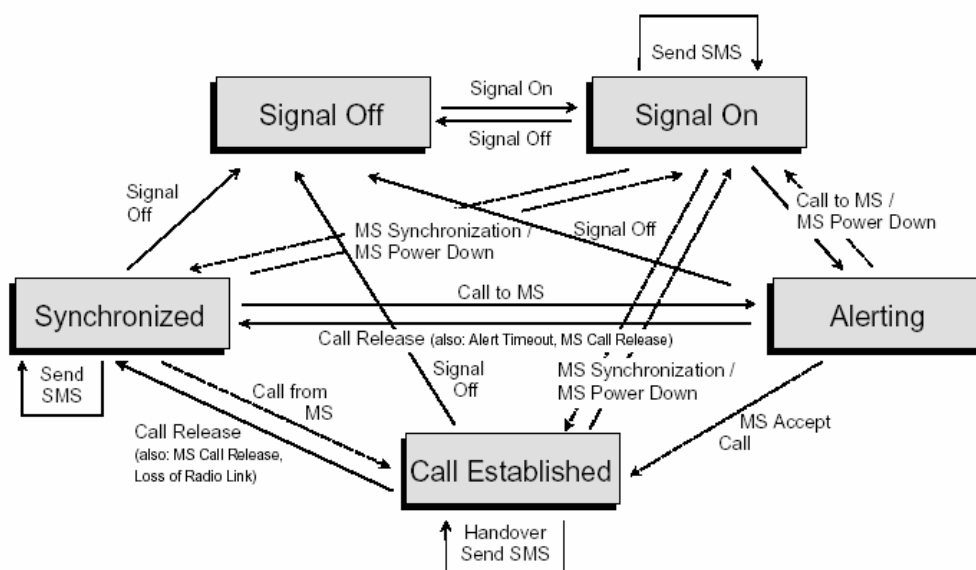 Send SMS
Signal Off
Signal On
Signal On
Signal Off
Signal
Off
MS Synchronization /
MS Power Down
Signal Off
Call to MS /
MS Power Down
Synchronized
Call to MS
Alerting
Call Release (also: Alert Timeout, MS Call Release)
Send
SMS
Call from
MS
Signal
Off
MS Synchronization /
MS Power Down
Call Release
(also: MS Call Release,
Loss of Radio Link)
MS Accept
Call
Call Established
Handover
Send SMS